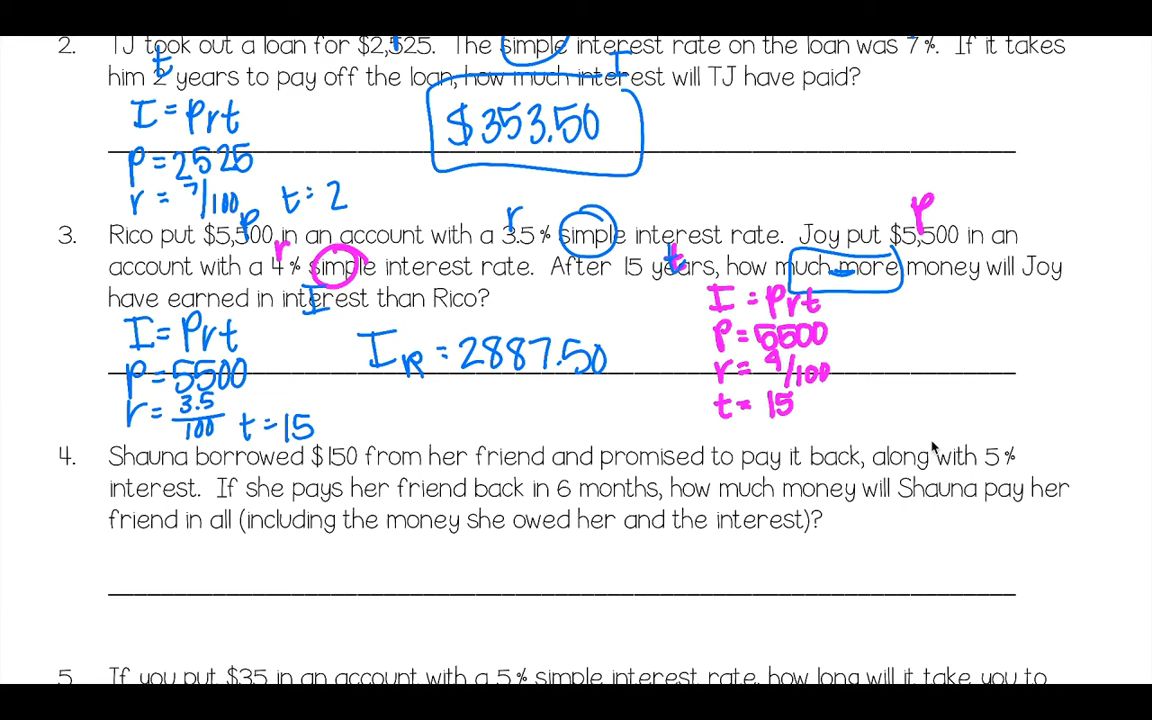 2. TJ took out a loan for $2,525. The simple interest rate on the loan was 7%. If it takes
t
I
him 2 years to pay off the loan, how much interest will TJ have paid?
I = Prt
$353.50
P = 2525
r = 7/100 t = 2
P
r
P
3. Rico put $5,500 in an account with a 3.5% simple interest rate. Joy put $5,500 in an
r
t
account with a 4% simple interest rate. After 15 years, how much more money will Joy
have earned in interest than Rico?
I
I = Prt
P = 5500
r = 3.5/100 t = 15
I_R = 2887.50
I = Prt
P = 5500
r = 4/100
t = 15
4. Shauna borrowed $150 from her friend and promised to pay it back, along with 5%
interest. If she pays her friend back in 6 months, how much money will Shauna pay her
friend in all (including the money she owed her and the interest)?
5. If you put $35 in an account with a 5% simple interest rate, how long will it take you to